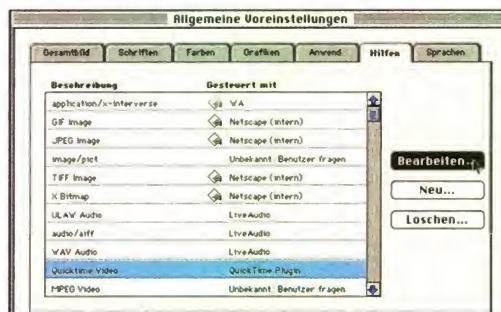 Allgemeine Voreinstellungen
Gesamtbild Schriften Farben Grafiken Anwend. Hilfen Sprachen
Beschreibung Gesteuert mit
application/x-interverse VA
GIF Image Netscape (intern)
JPEG Image Netscape (intern)
image/pict Unbekannt: Benutzer fragen
TIFF Image Netscape (intern)
X Bitmap Netscape (intern)
ULAW Audio LiveAudio
audio/aiff LiveAudio
WAV Audio LiveAudio
Quicktime Video QuickTime Plugin
MPEG Video Unbekannt: Benutzer fragen
Bearbeiten...
Neu...
Loschen...